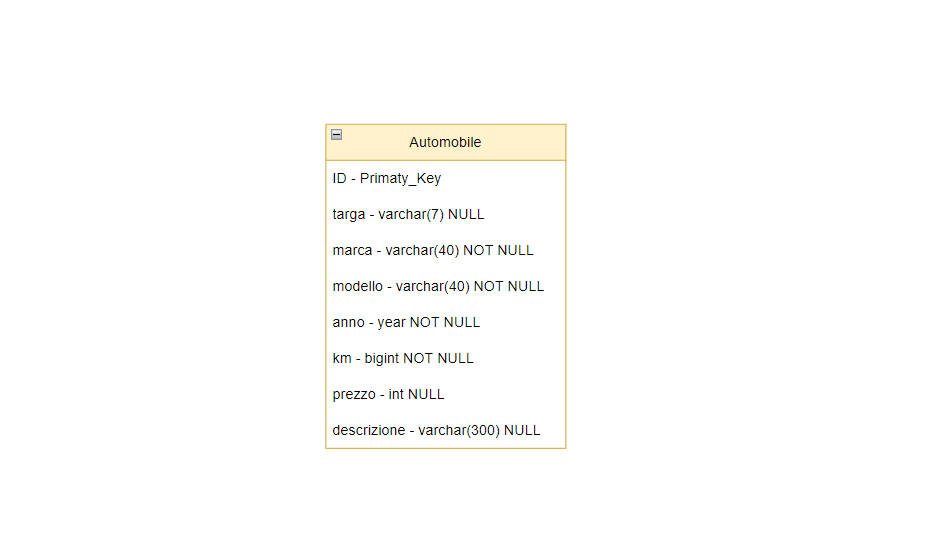 Automobile
ID - Primaty_Key
targa - varchar(7) NULL
marca - varchar(40) NOT NULL
modello - varchar(40) NOT NULL
anno - year NOT NULL
km - bigint NOT NULL
prezzo - int NULL
descrizione - varchar(300) NULL